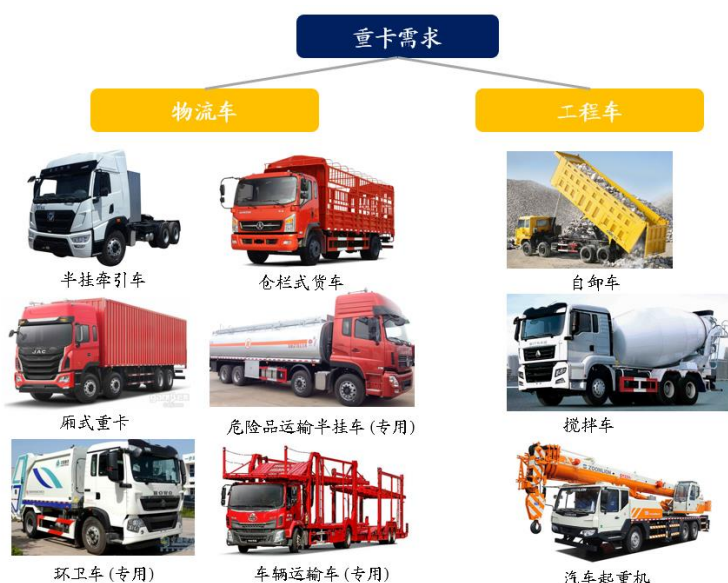 重卡需求
物流车
工程车
半挂牵引车
仓栏式货车
自卸车
厢式重卡
危险品运输半挂车(专用)
搅拌车
环卫车(专用)
车辆运输车(专用)
汽车起重机
JAC
ZOOMLION